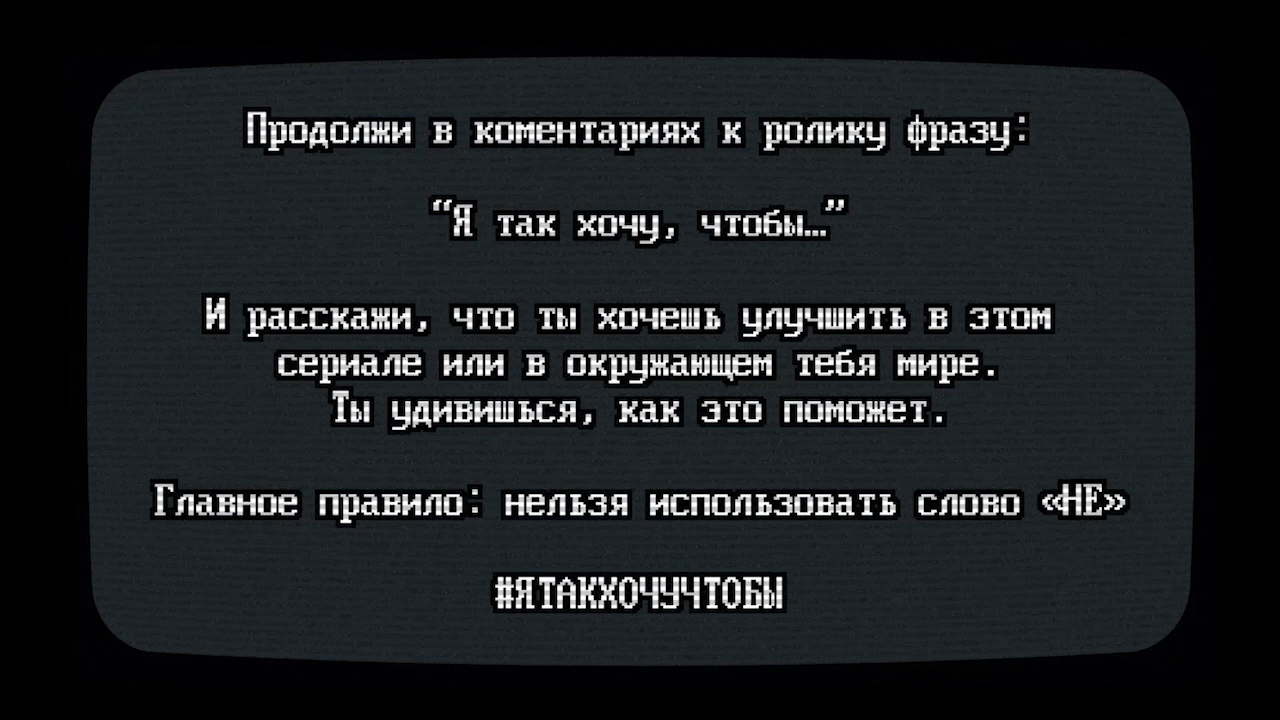 Продолжи в коментариях к ролику фразу:
“Я так хочу, чтобы…”
И расскажи, что ты хочешь улучшить в этом
сериале или в окружающем тебя мире.
Ты удивишься, как это поможет.
Главное правило: нельзя использовать слово «НЕ»
#ЯТАКХОЧУЧТОБЫ